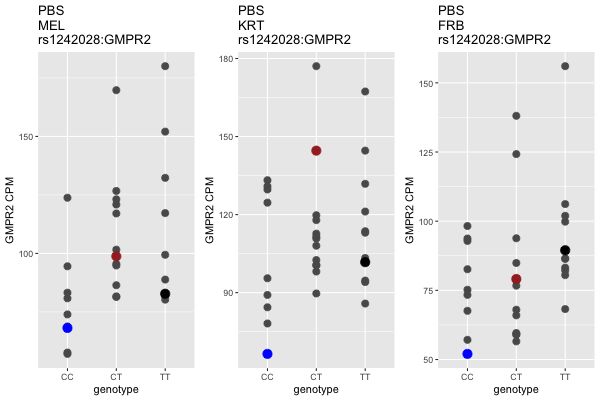 PBS
MEL
rs1242028:GMPR2
GMPR2 CPM
150
100
CC
CT
TT
genotype
PBS
KRT
rs1242028:GMPR2
GMPR2 CPM
180
150
120
90
CC
CT
TT
genotype
PBS
FRB
rs1242028:GMPR2
GMPR2 CPM
150
125
100
75
50
CC
CT
TT
genotype